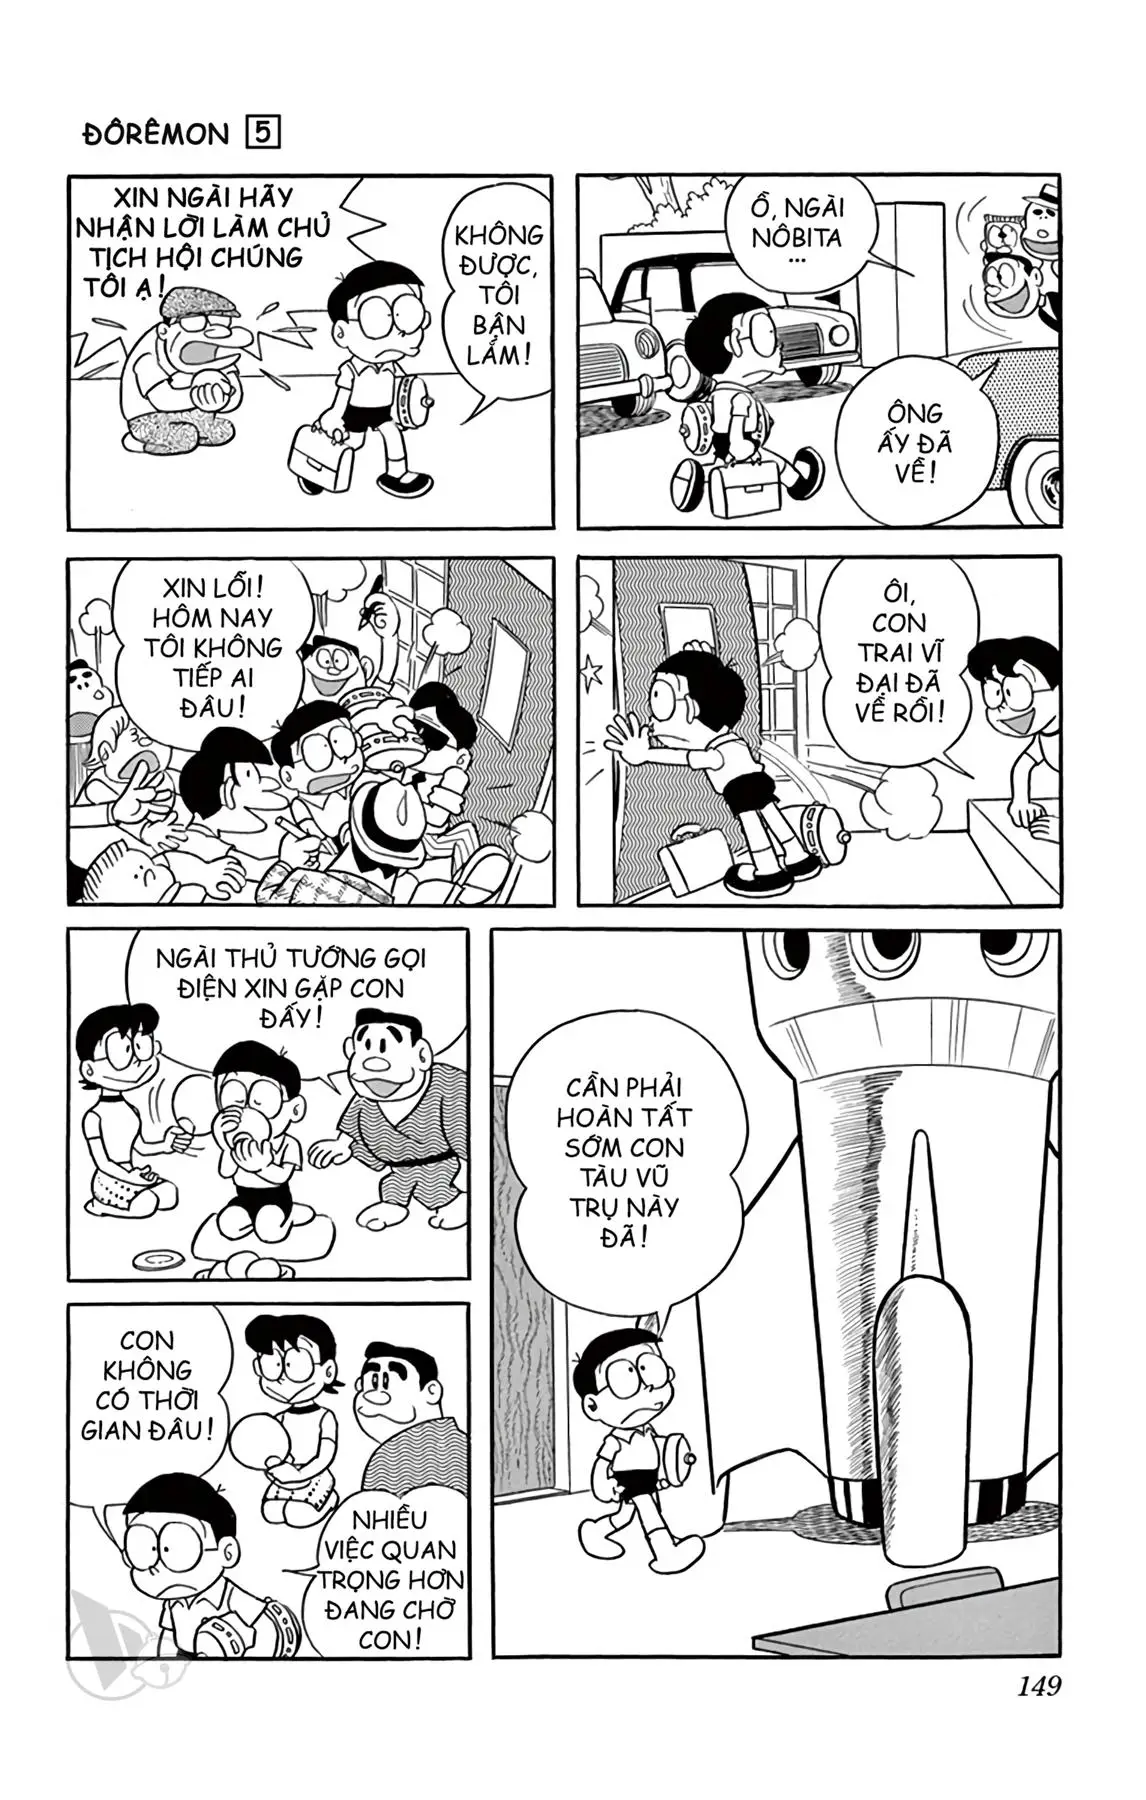 ĐÔRÊMON 5
XIN NGÀI HÃY
NHẬN LỜI LÀM CHỦ
TỊCH HỘI CHÚNG
TÔI Ạ!
KHÔNG
ĐƯỢC,
TÔI
BẬN
LẮM!
Ồ, NGÀI
NÔBITA
...
ÔNG
ẤY ĐÃ
VỀ!
XIN LỖI!
HÔM NAY
TÔI KHÔNG
TIẾP AI
ĐÂU!
ÔI,
CON
TRAI VĨ
ĐẠI ĐÃ
VỀ RỒI!
NGÀI THỦ TƯỚNG GỌI
ĐIỆN XIN GẶP CON
ĐẤY!
CON
KHÔNG
CÓ THỜI
GIAN ĐÂU!
NHIỀU
VIỆC QUAN
TRỌNG HƠN
ĐANG CHỜ
CON!
CẦN PHẢI
HOÀN TẤT
SỚM CON
TÀU VŨ
TRỤ NÀY
ĐÃ!
149